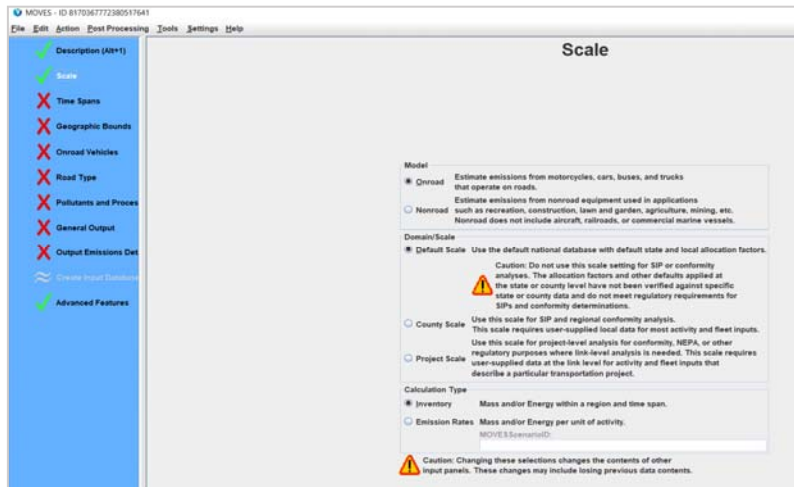 MOVES - ID 8170367772380517641
File Edit Action Post Processing Tools Settings Help
Description (Alt+1)
Scale
Time Spans
Geographic Bounds
Onroad Vehicles
Road Type
Pollutants and Proces
General Output
Output Emissions Det
Create Input Database
Advanced Features
Scale
Model
Onroad Estimate emissions from motorcycles, cars, buses, and trucks
that operate on roads.
Estimate emissions from nonroad equipment used in applications
Nonroad such as recreation, construction, lawn and garden, agriculture, mining, etc.
Nonroad does not include aircraft, railroads, or commercial marine vessels.
Domain/Scale
Default Scale Use the default national database with default state and local allocation factors.
Caution: Do not use this scale setting for SIP or conformity
analyses. The allocation factors and other defaults applied at
the state or county level have not been verified against specific
state or county data and do not meet regulatory requirements for
SIPs and conformity determinations.
County Scale Use this scale for SIP and regional conformity analysis.
This scale requires user-supplied local data for most activity and fleet inputs.
Use this scale for project-level analysis for conformity, NEPA, or other
Project Scale regulatory purposes where link-level analysis is needed. This scale requires
user-supplied data at the link level for activity and fleet inputs that
describe a particular transportation project.
Calculation Type
Inventory Mass and/or Energy within a region and time span.
Emission Rates Mass and/or Energy per unit of activity.
MOVESScenarioID:
Caution: Changing these selections changes the contents of other
input panels. These changes may include losing previous data contents.